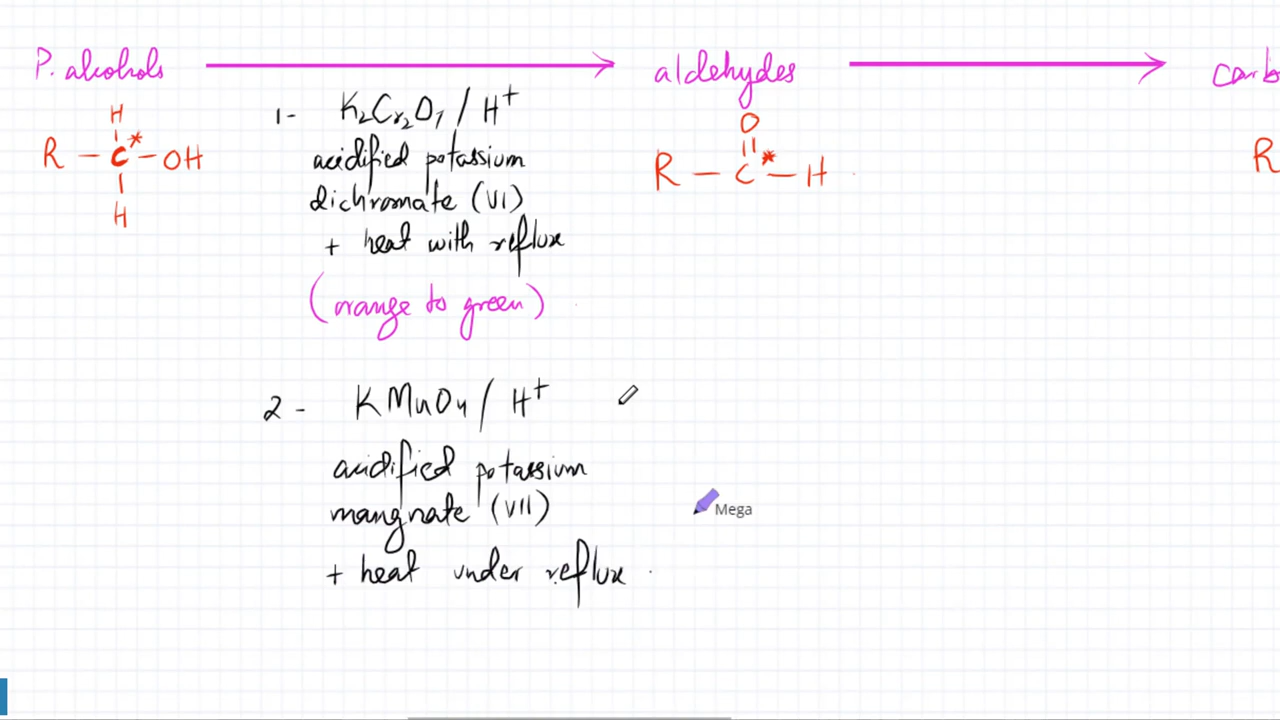 P. alcohols
aldehydes
carb
1- K₂Cr₂O₇ / H⁺
acidified potassium
dichromate (VI)
+ heat with reflux
(orange to green)
H
R - C* - OH
H
O
R - C* - H
R
2 - KMnO₄ / H⁺
acidified potassium
mangnate (VII)
+ heat under reflux
Mega